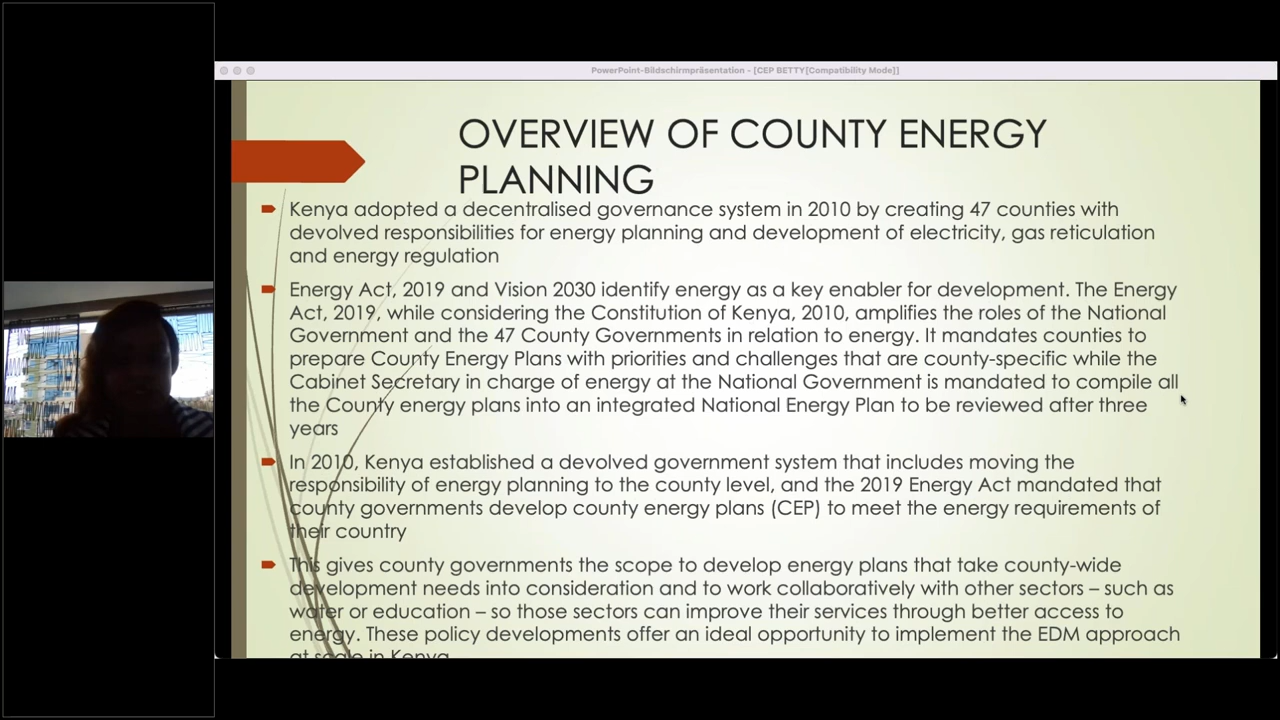 PowerPoint-Bildschirmpräsentation - [CEP BETTY[Compatibility Mode]]
OVERVIEW OF COUNTY ENERGY
PLANNING
Kenya adopted a decentralised governance system in 2010 by creating 47 counties with
devolved responsibilities for energy planning and development of electricity, gas reticulation
and energy regulation
Energy Act, 2019 and Vision 2030 identify energy as a key enabler for development. The Energy
Act, 2019, while considering the Constitution of Kenya, 2010, amplifies the roles of the National
Government and the 47 County Governments in relation to energy. It mandates counties to
prepare County Energy Plans with priorities and challenges that are county-specific while the
Cabinet Secretary in charge of energy at the National Government is mandated to compile all
the County energy plans into an integrated National Energy Plan to be reviewed after three
years
In 2010, Kenya established a devolved government system that includes moving the
responsibility of energy planning to the county level, and the 2019 Energy Act mandated that
county governments develop county energy plans (CEP) to meet the energy requirements of
their country
This gives county governments the scope to develop energy plans that take county-wide
development needs into consideration and to work collaboratively with other sectors – such as
water or education – so those sectors can improve their services through better access to
energy. These policy developments offer an ideal opportunity to implement the EDM approach
at scale in Kenya